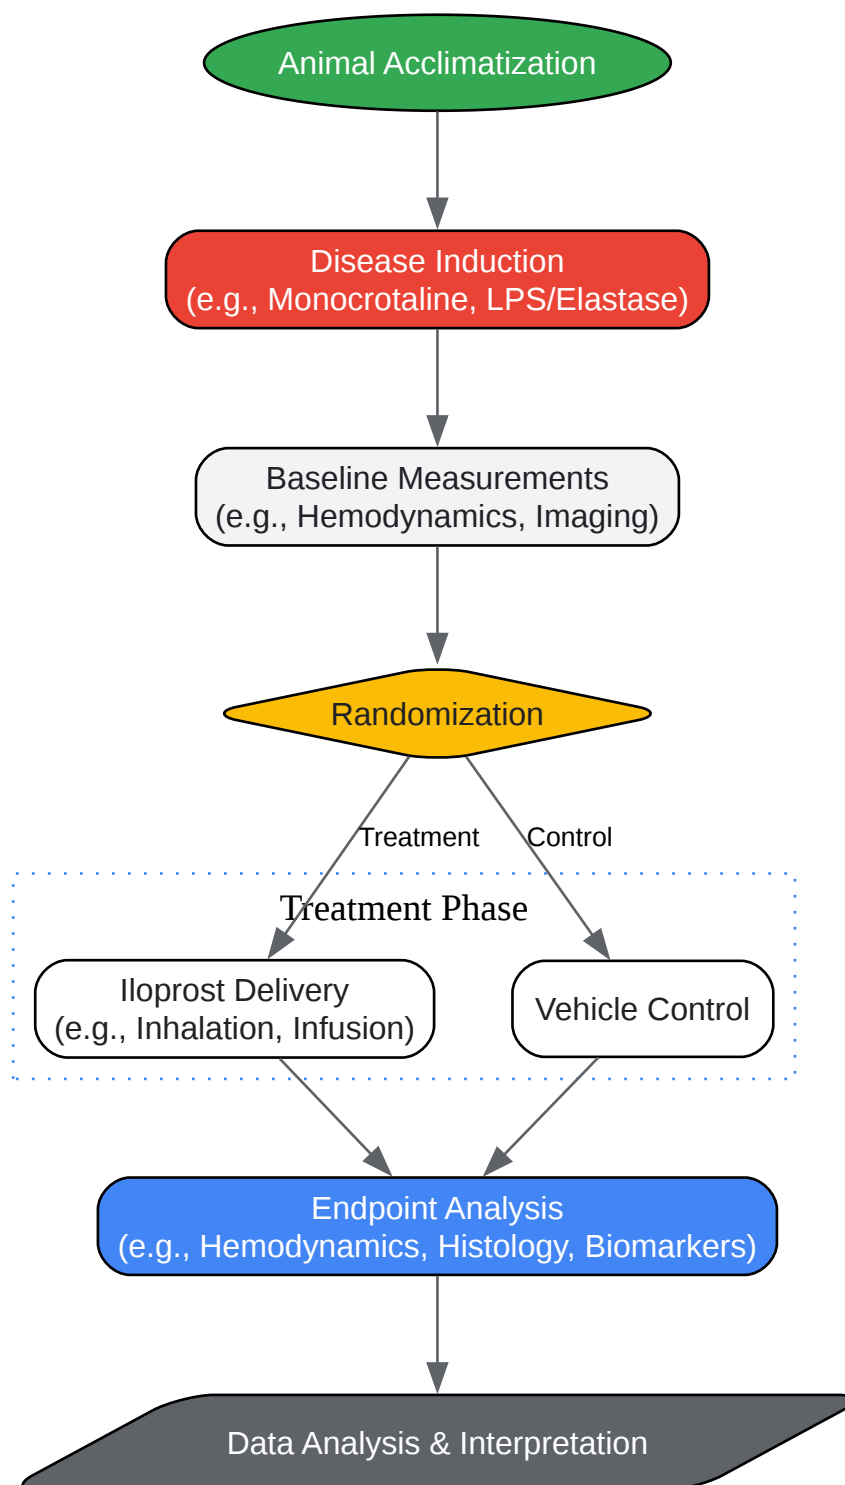 Animal Acclimatization
Disease Induction
(e.g., Monocrotaline, LPS/Elastase)
Baseline Measurements
(e.g., Hemodynamics, Imaging)
Randomization
Treatment
Control
Treatment Phase
Iloprost Delivery
(e.g., Inhalation, Infusion)
Vehicle Control
Endpoint Analysis
(e.g., Hemodynamics, Histology, Biomarkers)
Data Analysis & Interpretation